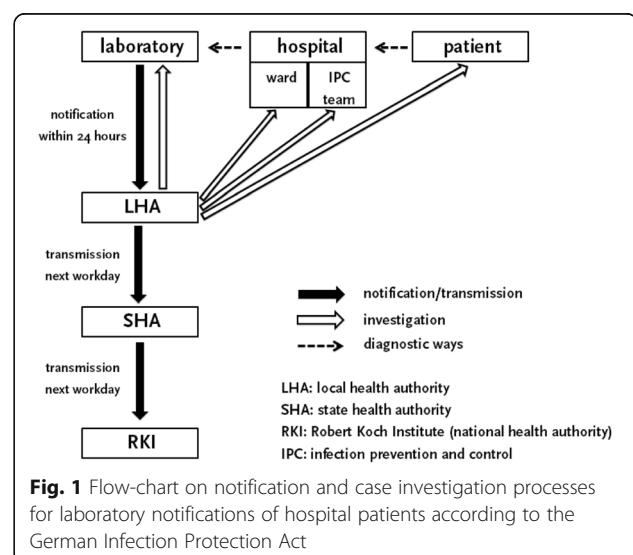 laboratory
hospital
patient
ward
IPC
team
notification
within 24 hours
LHA
transmission
next workday
SHA
transmission
next workday
RKI
notification/transmission
investigation
diagnostic ways
LHA: local health authority
SHA: state health authority
RKI: Robert Koch Institute (national health authority)
IPC: infection prevention and control
Fig. 1 Flow-chart on notification and case investigation processes
for laboratory notifications of hospital patients according to the
German Infection Protection Act